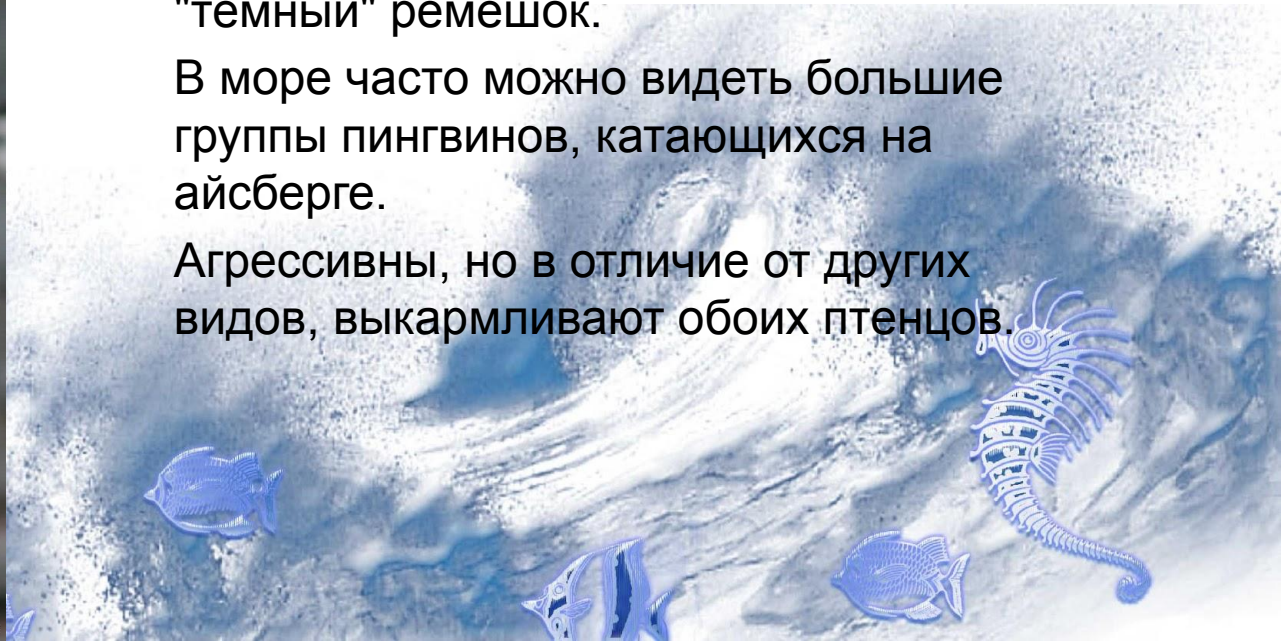 "темный" ремешок.
В море часто можно видеть большие
группы пингвинов, катающихся на
айсберге.
Агрессивны, но в отличие от других
видов, выкармливают обоих птенцов.